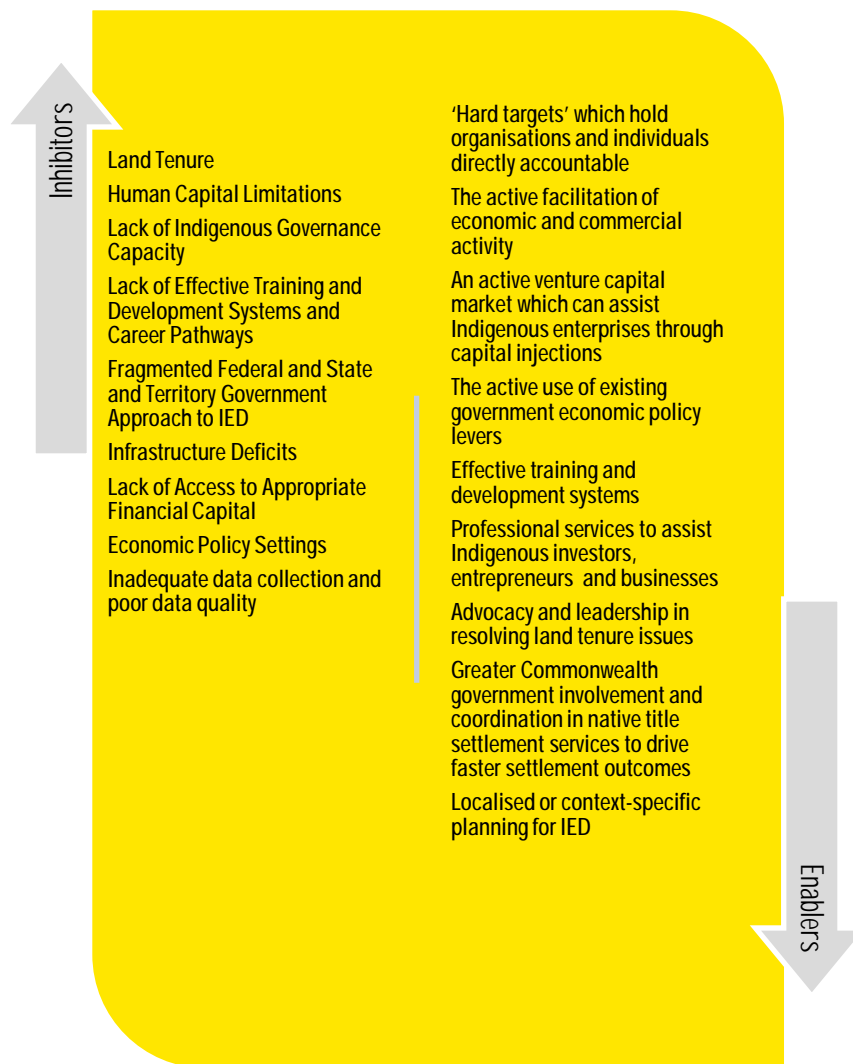 Inhibitors
Land Tenure
Human Capital Limitations
Lack of Indigenous Governance
Capacity
Lack of Effective Training and
Development Systems and
Career Pathways
Fragmented Federal and State
and Territory Government
Approach to IED
Infrastructure Deficits
Lack of Access to Appropriate
Financial Capital
Economic Policy Settings
Inadequate data collection and
poor data quality
‘Hard targets’ which hold
organisations and individuals
directly accountable
The active facilitation of
economic and commercial
activity
An active venture capital
market which can assist
Indigenous enterprises through
capital injections
The active use of existing
government economic policy
levers
Effective training and
development systems
Professional services to assist
Indigenous investors,
entrepreneurs and businesses
Advocacy and leadership in
resolving land tenure issues
Greater Commonwealth
government involvement and
coordination in native title
settlement services to drive
faster settlement outcomes
Localised or context-specific
planning for IED
Enablers